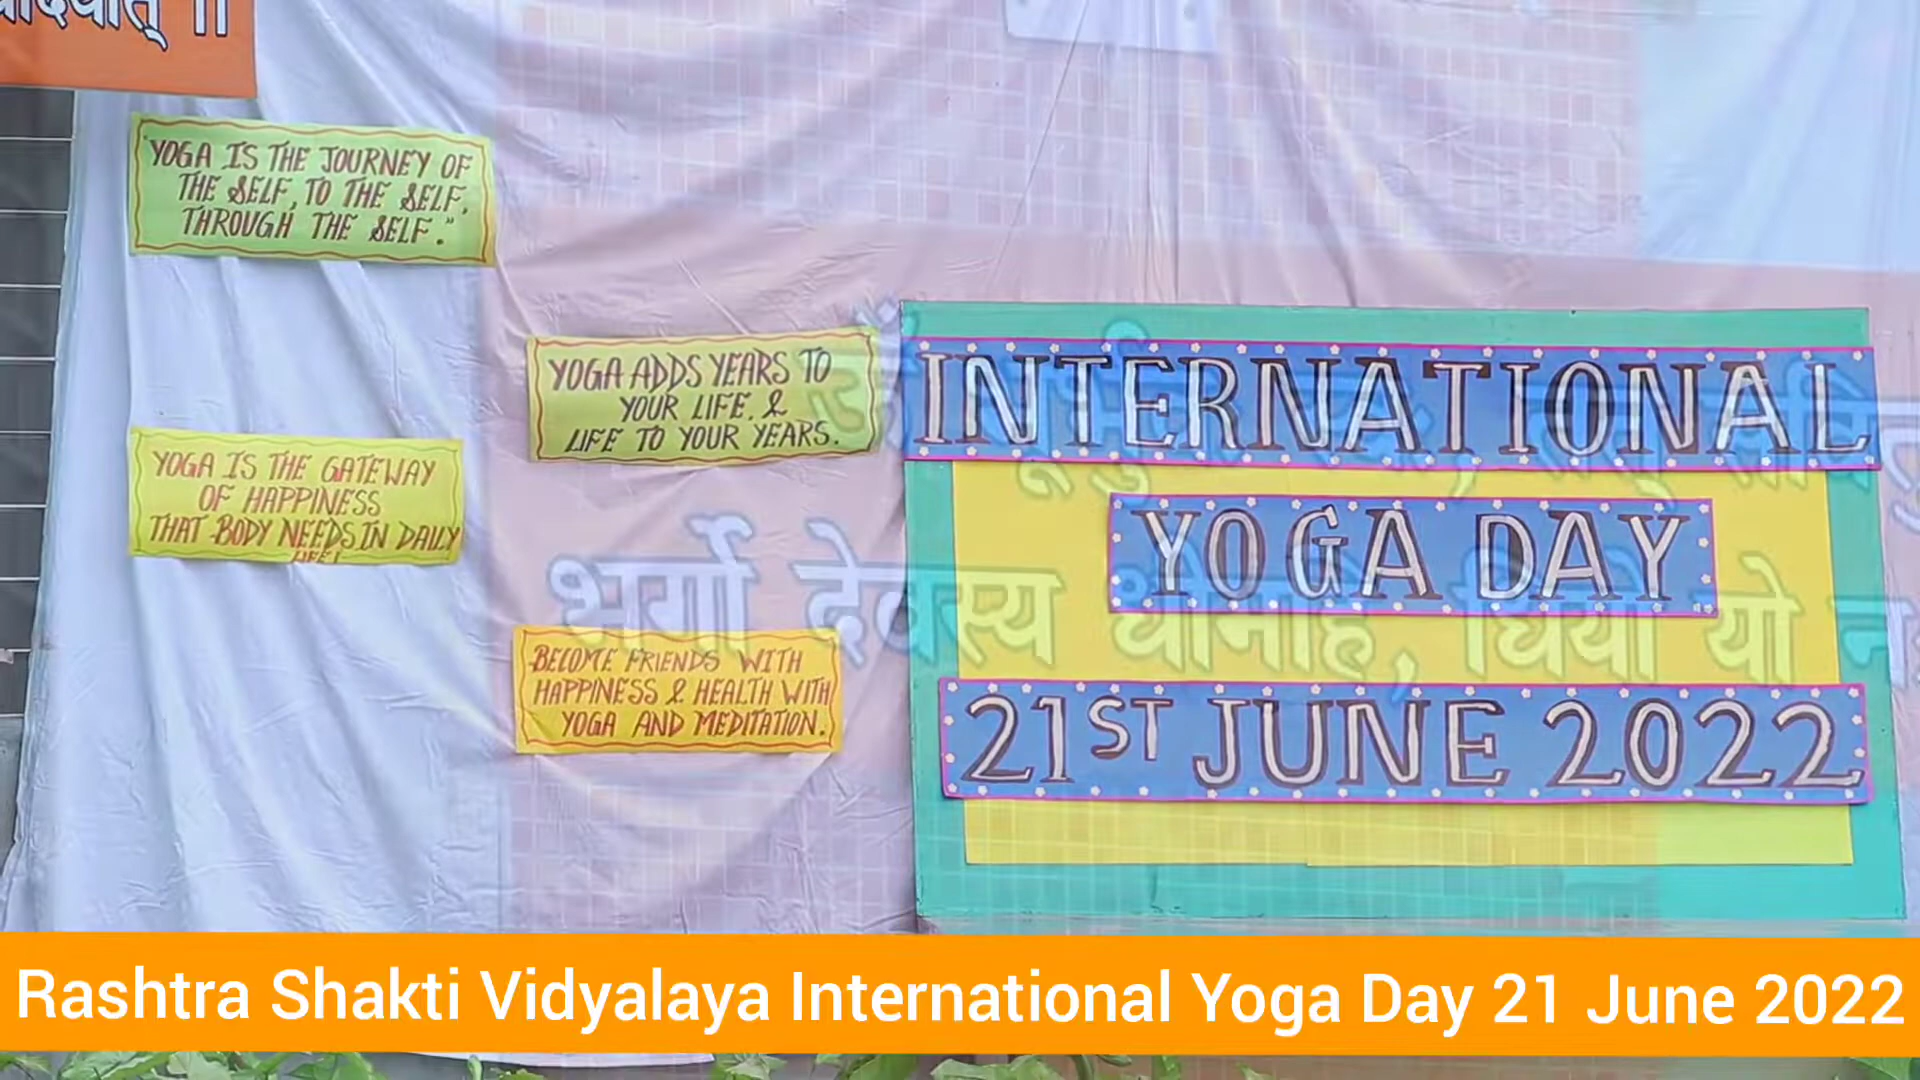 "YOGA IS THE JOURNEY OF
THE SELF, TO THE SELF,
THROUGH THE SELF."
YOGA ADDS YEARS TO
YOUR LIFE, &
LIFE TO YOUR YEARS.
YOGA IS THE GATEWAY
OF HAPPINESS
THAT BODY NEEDS IN DAILY
LIFE!
BECOME FRIENDS WITH
HAPPINESS & HEALTH WITH
YOGA AND MEDITATION.
INTERNATIONAL
YOGA DAY
21ST JUNE 2022
भर्गो देवस्य धीमहि, धियो यो
Rashtra Shakti Vidyalaya International Yoga Day 21 June 2022